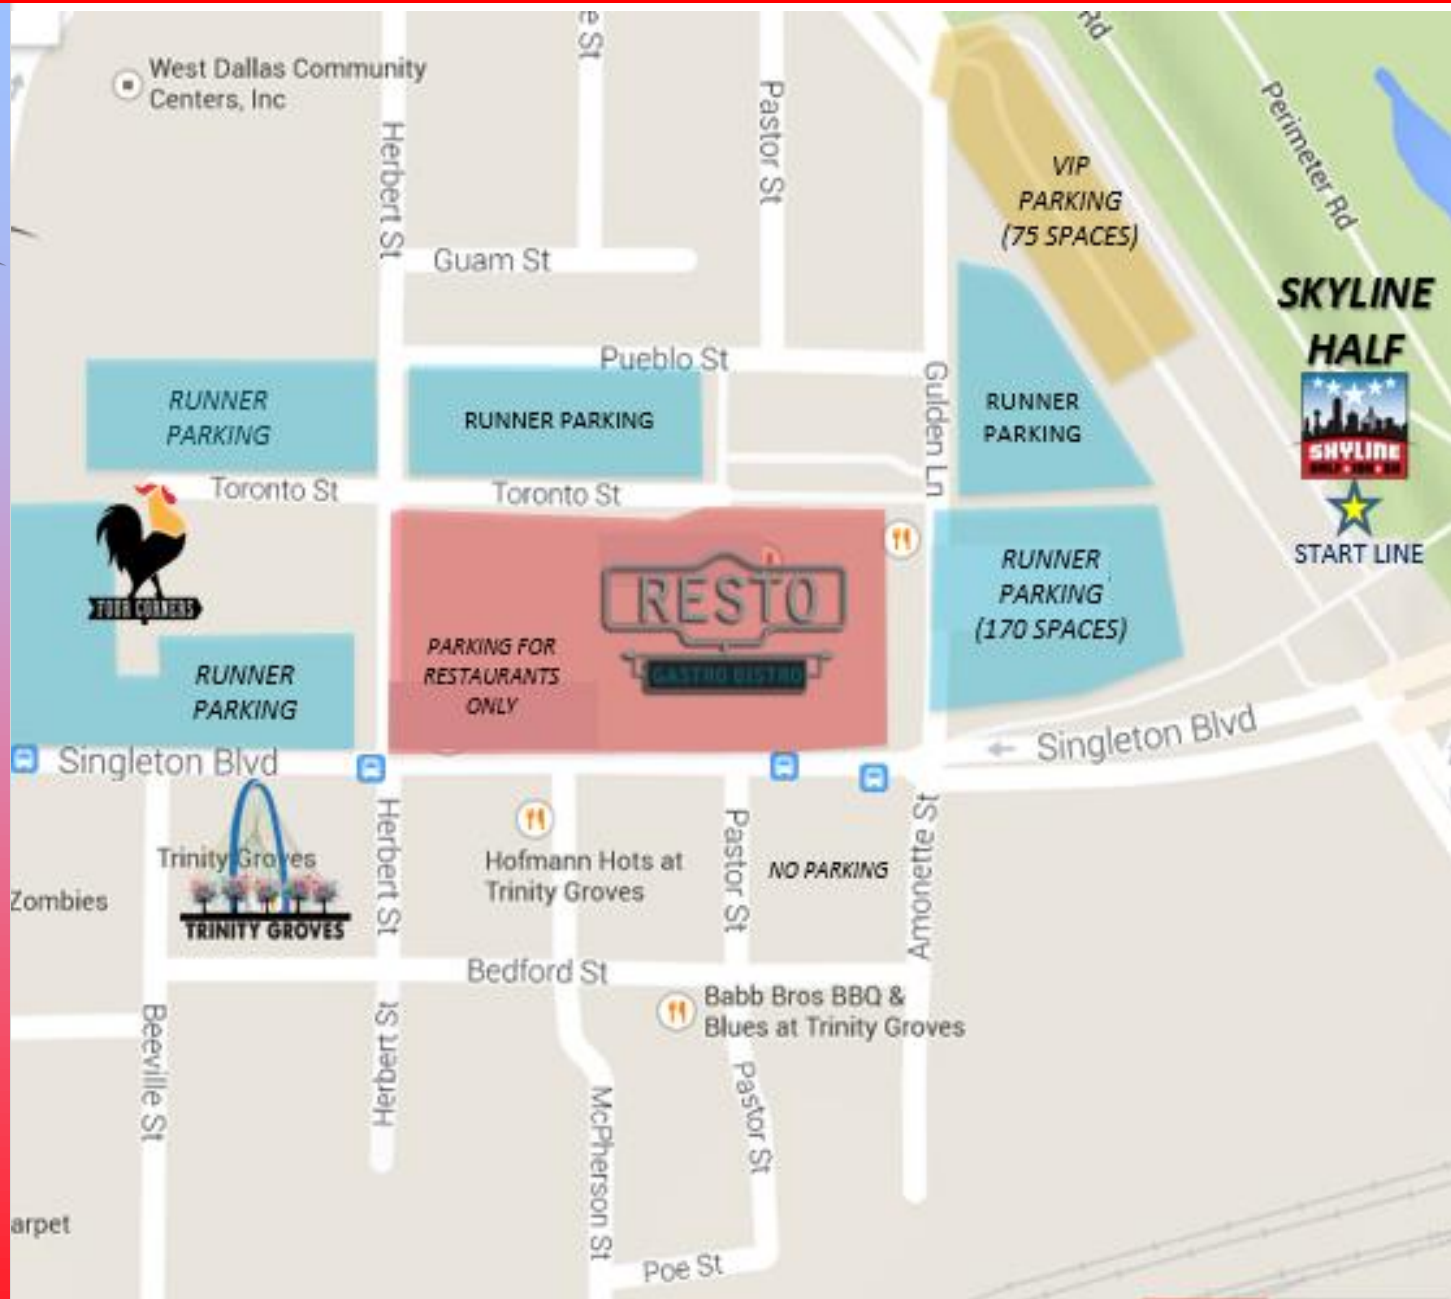 e St
Rd
West Dallas Community
Centers, Inc
Herbert St
Pastor St
Perimeter Rd
VIP
PARKING
(75 SPACES)
Guam St
SKYLINE
HALF
Pueblo St
Gulden Ln
RUNNER
PARKING
RUNNER PARKING
RUNNER
PARKING
SKYLINE
Toronto St
Toronto St
START LINE
RESTO
GASTRO BISTRO
RUNNER
PARKING
(170 SPACES)
FOUR CORNERS
PARKING FOR
RESTAURANTS
ONLY
RUNNER
PARKING
Singleton Blvd
Singleton Blvd
Herbert St
Pastor St
Amonette St
Trinity Groves
TRINITY GROVES
Hofmann Hots at
Trinity Groves
NO PARKING
Zombies
Bedford St
Babb Bros BBQ &
Blues at Trinity Groves
Beeville St
Herbert St
McPherson St
Pastor St
arpet
Poe St